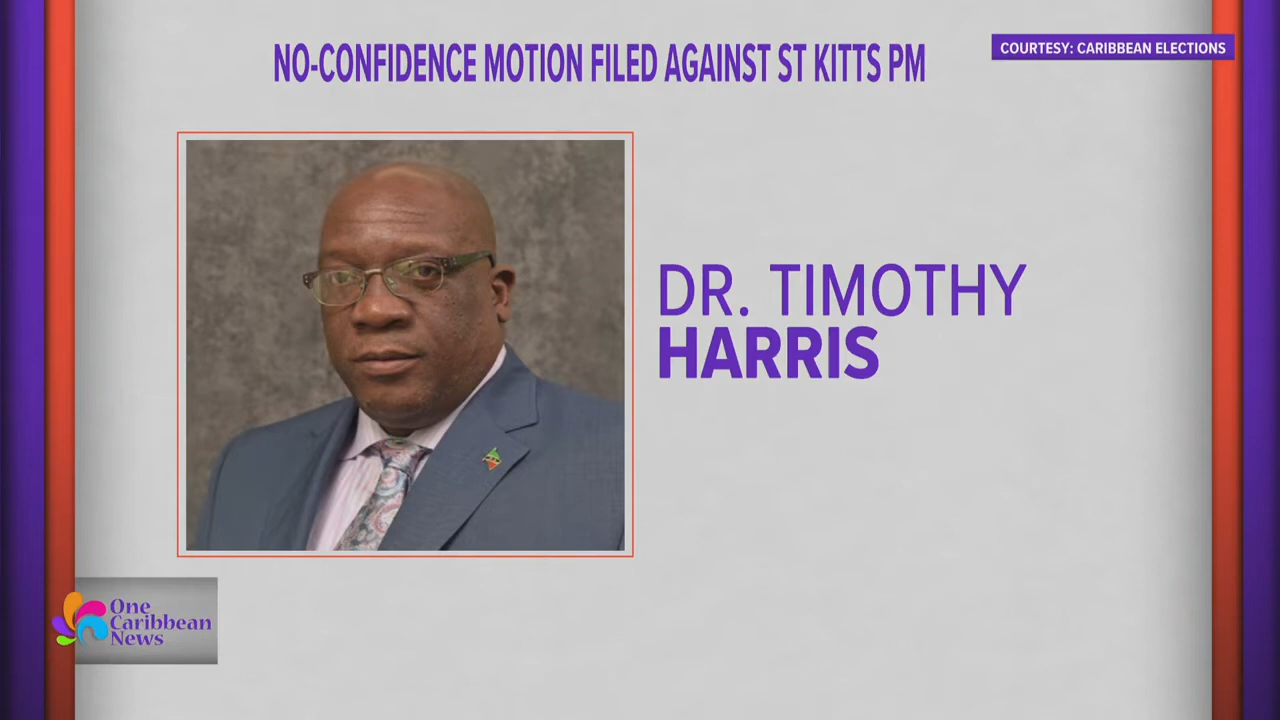 NO-CONFIDENCE MOTION FILED AGAINST ST KITTS PM
COURTESY: CARIBBEAN ELECTIONS
DR. TIMOTHY
HARRIS
One
Caribbean
News